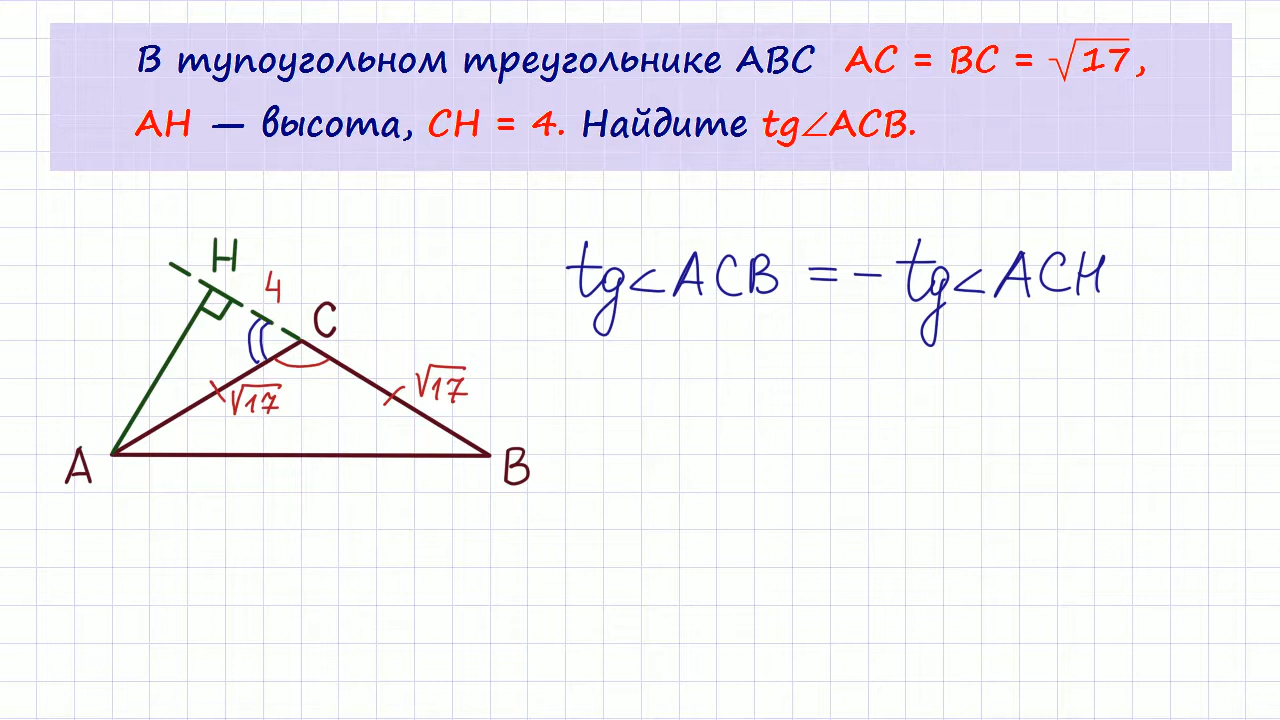 В тупоугольном треугольнике ABC AC = BC = √17,
AH — высота, CH = 4. Найдите tg∠ACB.
H
4
C
tg∠ACB = - tg∠ACH
√17
√17
A
B